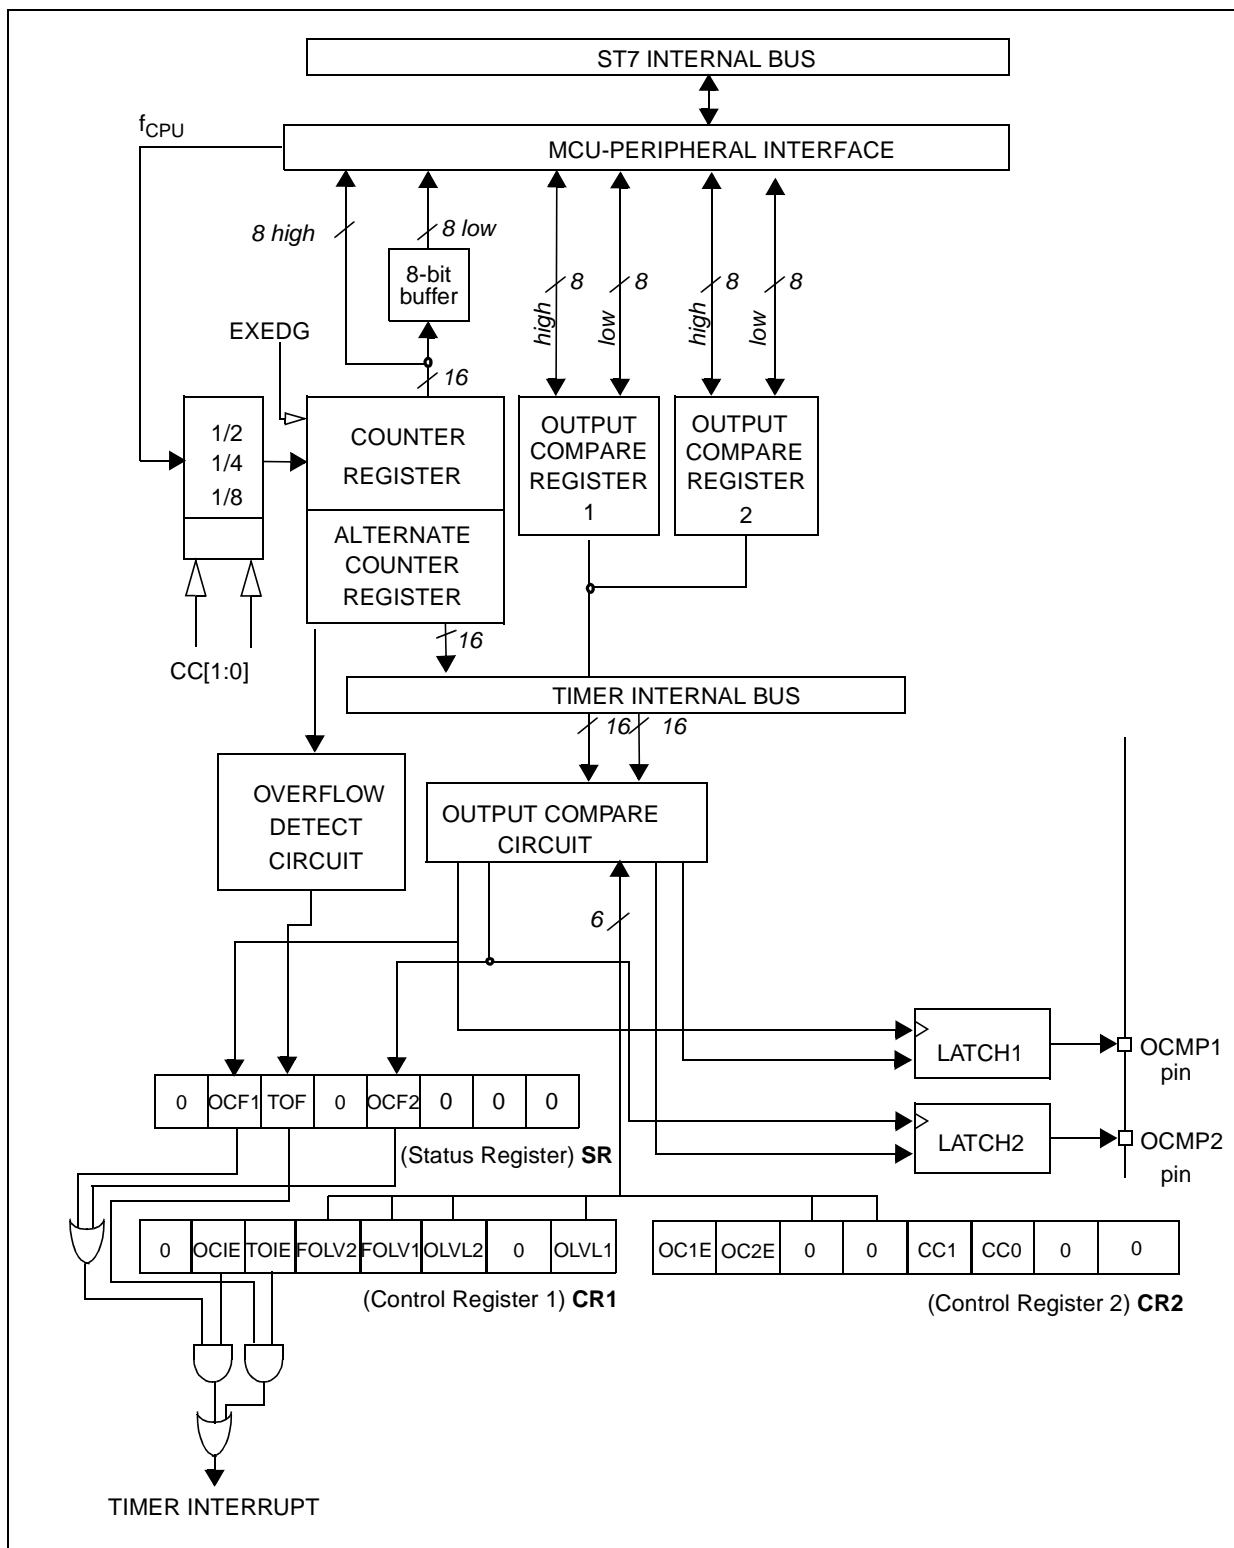 ST7 INTERNAL BUS
fCPU
MCU-PERIPHERAL INTERFACE
8 high
8 low
8-bit
buffer
8
8
8
8
high
low
high
low
EXEDG
16
1/2
1/4
1/8
COUNTER
REGISTER
OUTPUT
COMPARE
REGISTER
1
OUTPUT
COMPARE
REGISTER
2
ALTERNATE
COUNTER
REGISTER
16
CC[1:0]
TIMER INTERNAL BUS
16
16
OVERFLOW
DETECT
CIRCUIT
OUTPUT COMPARE
CIRCUIT
6
LATCH1
OCMP1
pin
0 OCF1 TOF 0 OCF2 0 0 0
(Status Register) SR
LATCH2
OCMP2
pin
0 OCIE TOIE FOLV2 FOLV1 OLVL2 0 OLVL1
(Control Register 1) CR1
OC1E OC2E 0 0 CC1 CC0 0 0
(Control Register 2) CR2
TIMER INTERRUPT